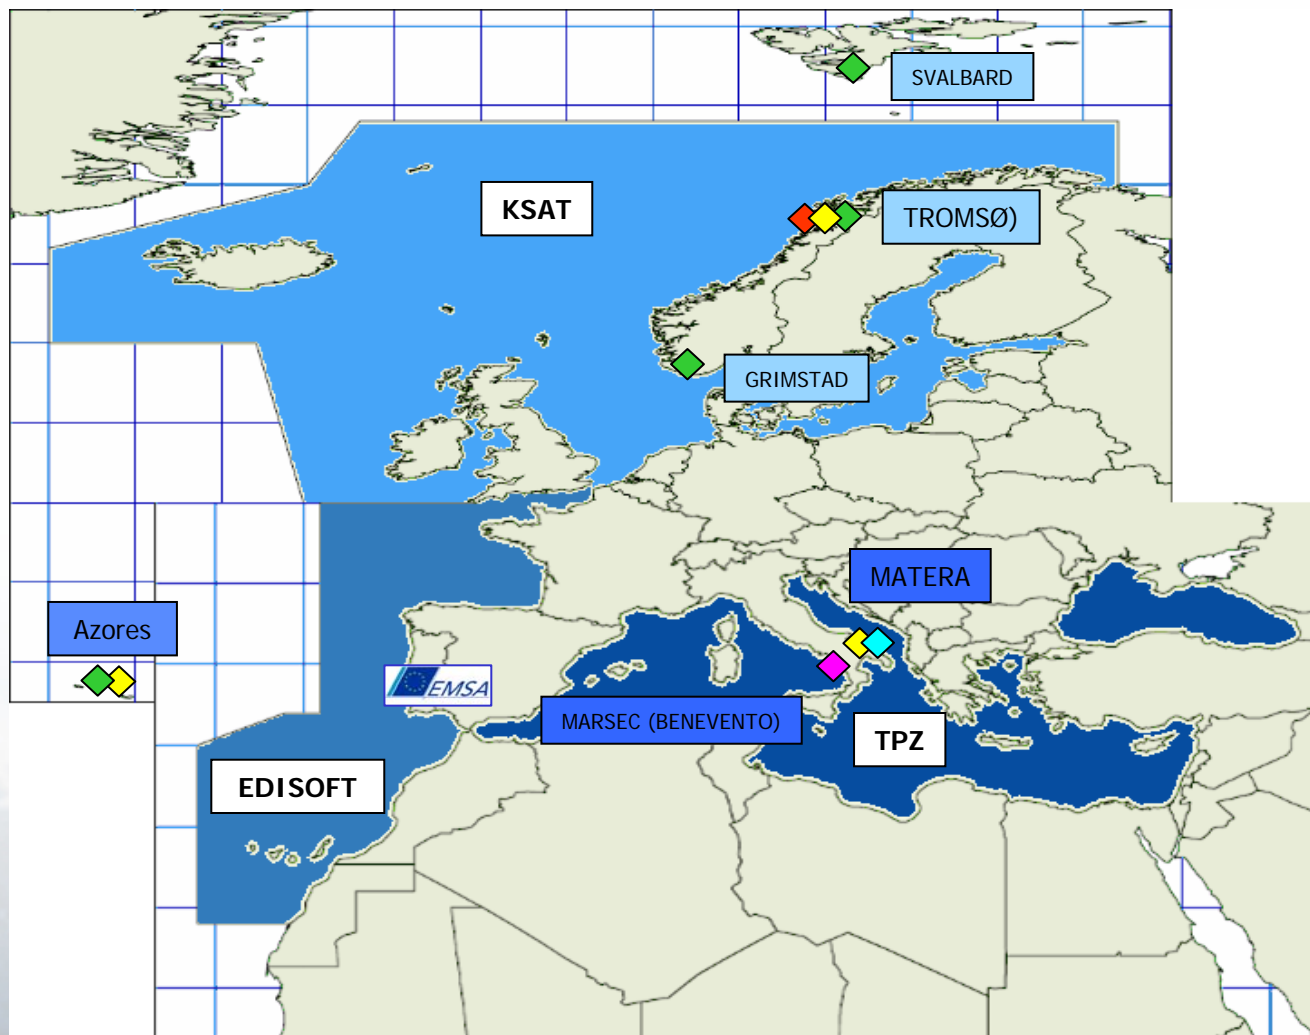 SVALBARD
KSAT
TROMSØ)
GRIMSTAD
MATERA
Azores
EMSA
MARSEC (BENEVENTO)
TPZ
EDISOFT